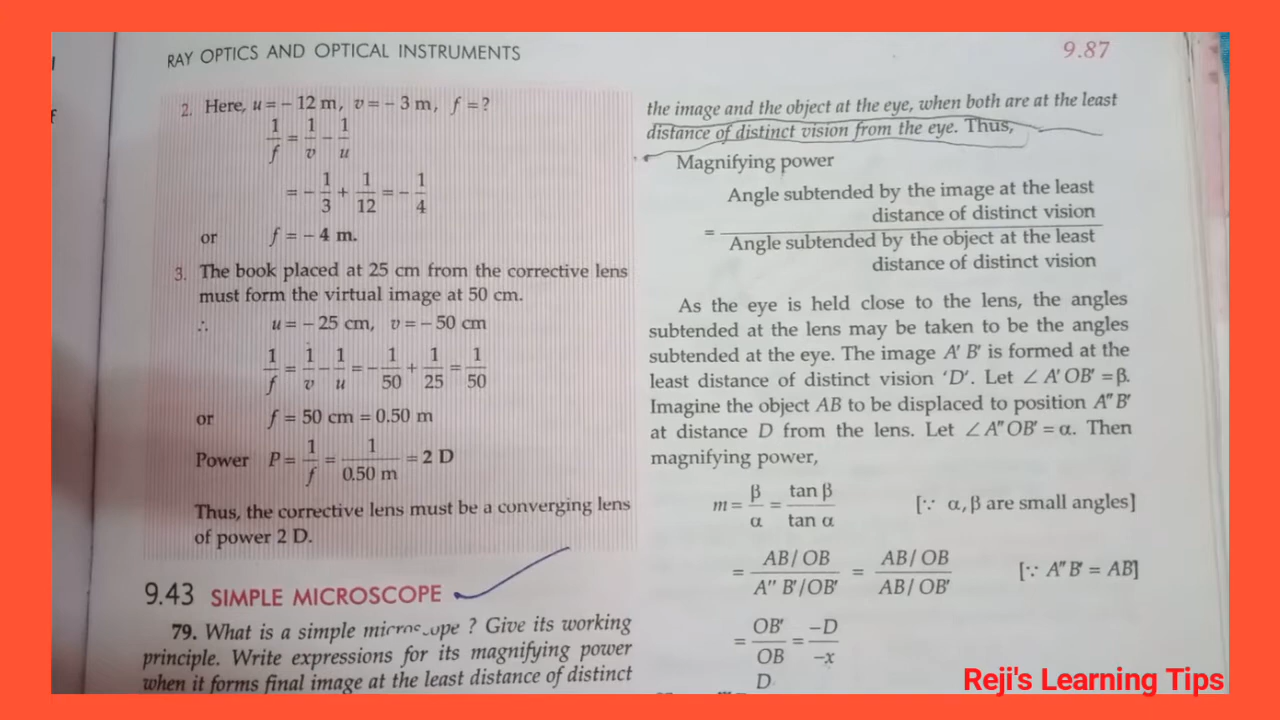 RAY OPTICS AND OPTICAL INSTRUMENTS
9.87
2. Here, u = – 12 m, v = – 3 m, f = ?
1/f = 1/v – 1/u
= – 1/3 + 1/12 = – 1/4
or f = – 4 m.
3. The book placed at 25 cm from the corrective lens
must form the virtual image at 50 cm.
∴ u = – 25 cm, v = – 50 cm
1/f = 1/v – 1/u = – 1/50 + 1/25 = 1/50
or f = 50 cm = 0.50 m
Power P = 1/f = 1/0.50 m = 2 D
Thus, the corrective lens must be a converging lens
of power 2 D.
9.43 SIMPLE MICROSCOPE
79. What is a simple microscope ? Give its working
principle. Write expressions for its magnifying power
when it forms final image at the least distance of distinct
the image and the object at the eye, when both are at the least
distance of distinct vision from the eye. Thus,
Magnifying power
Angle subtended by the image at the least
distance of distinct vision
=
Angle subtended by the object at the least
distance of distinct vision
As the eye is held close to the lens, the angles
subtended at the lens may be taken to be the angles
subtended at the eye. The image A′ B′ is formed at the
least distance of distinct vision ‘D’. Let ∠ A′ OB′ = β.
Imagine the object AB to be displaced to position A″ B′
at distance D from the lens. Let ∠ A″ OB′ = α. Then
magnifying power,
m = β/α = tan β/tan α [∵ α, β are small angles]
= AB / OB / A″ B′/OB′ = AB / OB / AB / OB′ [∵ A″ B′ = AB]
= OB′/OB = –D/–x
D
Reji's Learning Tips